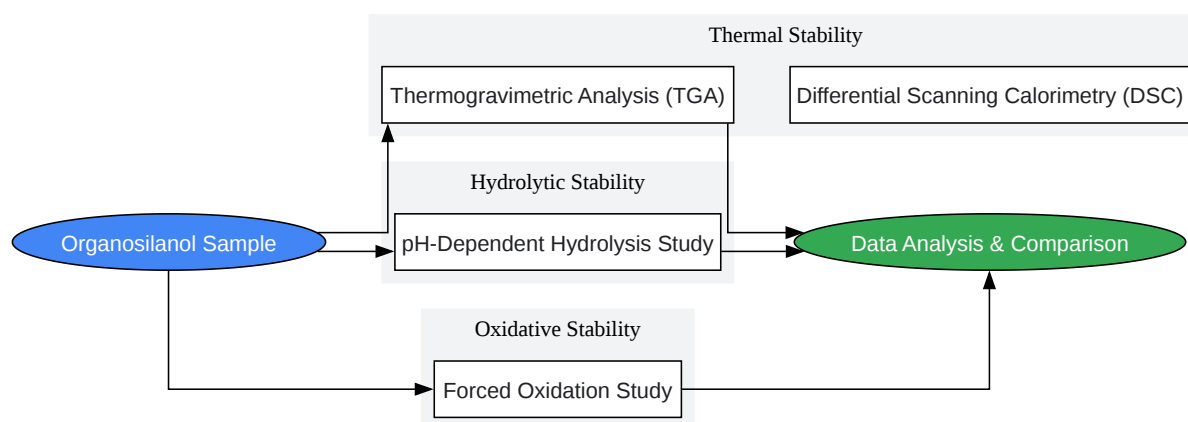 Thermal Stability
Thermogravimetric Analysis (TGA)
Differential Scanning Calorimetry (DSC)
Hydrolytic Stability
Organosilanol Sample
pH-Dependent Hydrolysis Study
Data Analysis & Comparison
Oxidative Stability
Forced Oxidation Study